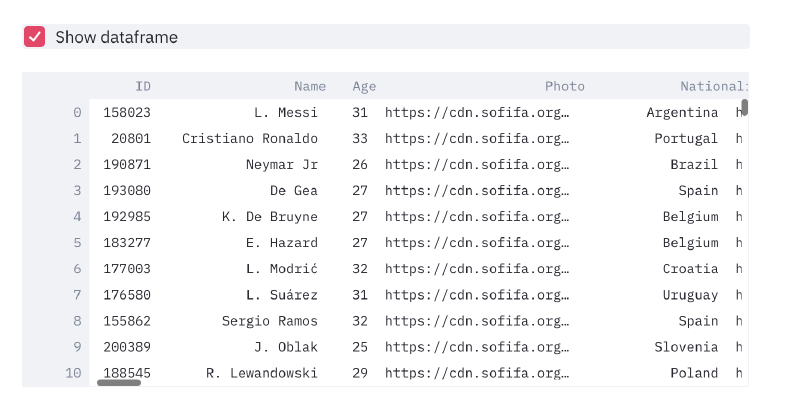 Show dataframe
ID Name Age Photo Nationali
0 158023 L. Messi 31 https://cdn.sofifa.org… Argentina h
1 20801 Cristiano Ronaldo 33 https://cdn.sofifa.org… Portugal h
2 190871 Neymar Jr 26 https://cdn.sofifa.org… Brazil h
3 193080 De Gea 27 https://cdn.sofifa.org… Spain h
4 192985 K. De Bruyne 27 https://cdn.sofifa.org… Belgium h
5 183277 E. Hazard 27 https://cdn.sofifa.org… Belgium h
6 177003 L. Modrić 32 https://cdn.sofifa.org… Croatia h
7 176580 L. Suárez 31 https://cdn.sofifa.org… Uruguay h
8 155862 Sergio Ramos 32 https://cdn.sofifa.org… Spain h
9 200389 J. Oblak 25 https://cdn.sofifa.org… Slovenia h
10 188545 R. Lewandowski 29 https://cdn.sofifa.org… Poland h